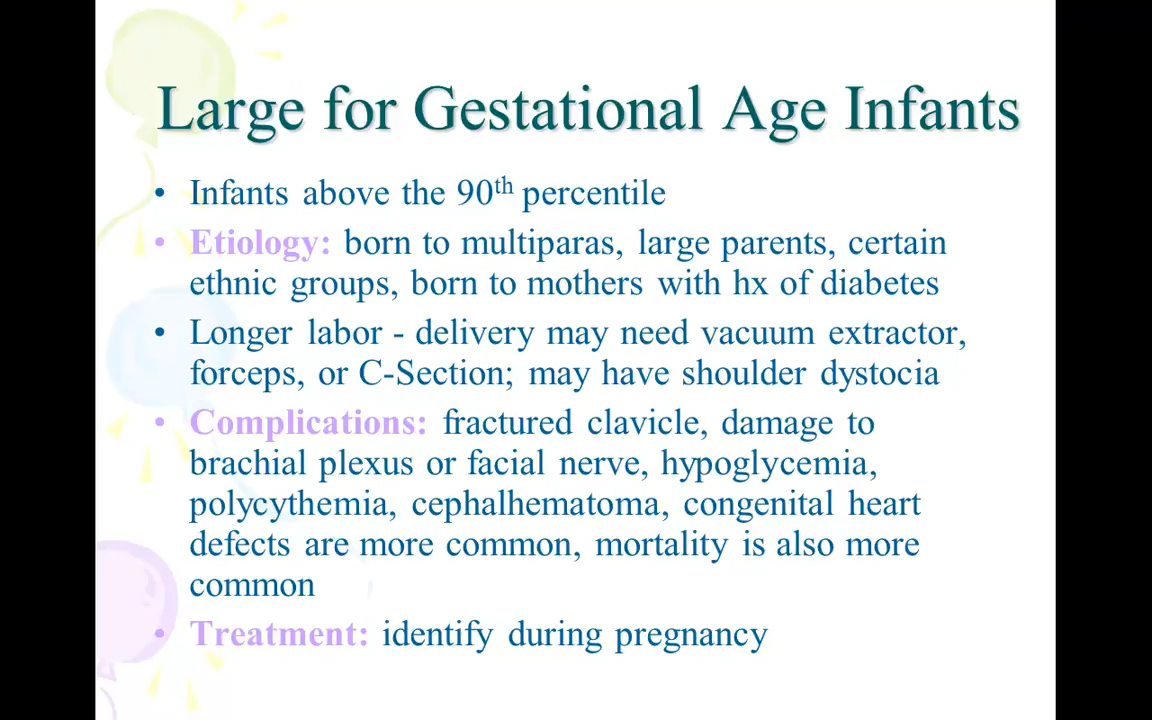 Large for Gestational Age Infants
• Infants above the 90th percentile
• Etiology: born to multiparas, large parents, certain
ethnic groups, born to mothers with hx of diabetes
• Longer labor - delivery may need vacuum extractor,
forceps, or C-Section; may have shoulder dystocia
• Complications: fractured clavicle, damage to
brachial plexus or facial nerve, hypoglycemia,
polycythemia, cephalhematoma, congenital heart
defects are more common, mortality is also more
common
• Treatment: identify during pregnancy